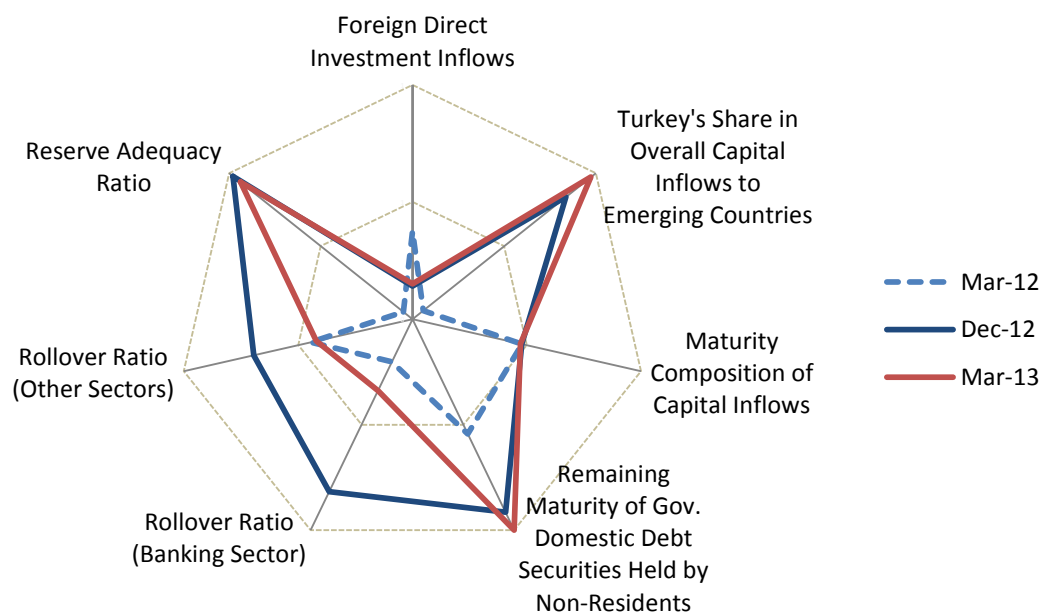 Foreign Direct
Investment Inflows
Turkey's Share in
Overall Capital
Inflows to
Emerging Countries
Maturity
Composition of
Capital Inflows
Remaining
Maturity of Gov.
Domestic Debt
Securities Held by
Non-Residents
Rollover Ratio
(Banking Sector)
Rollover Ratio
(Other Sectors)
Reserve Adequacy
Ratio
Mar-12
Dec-12
Mar-13